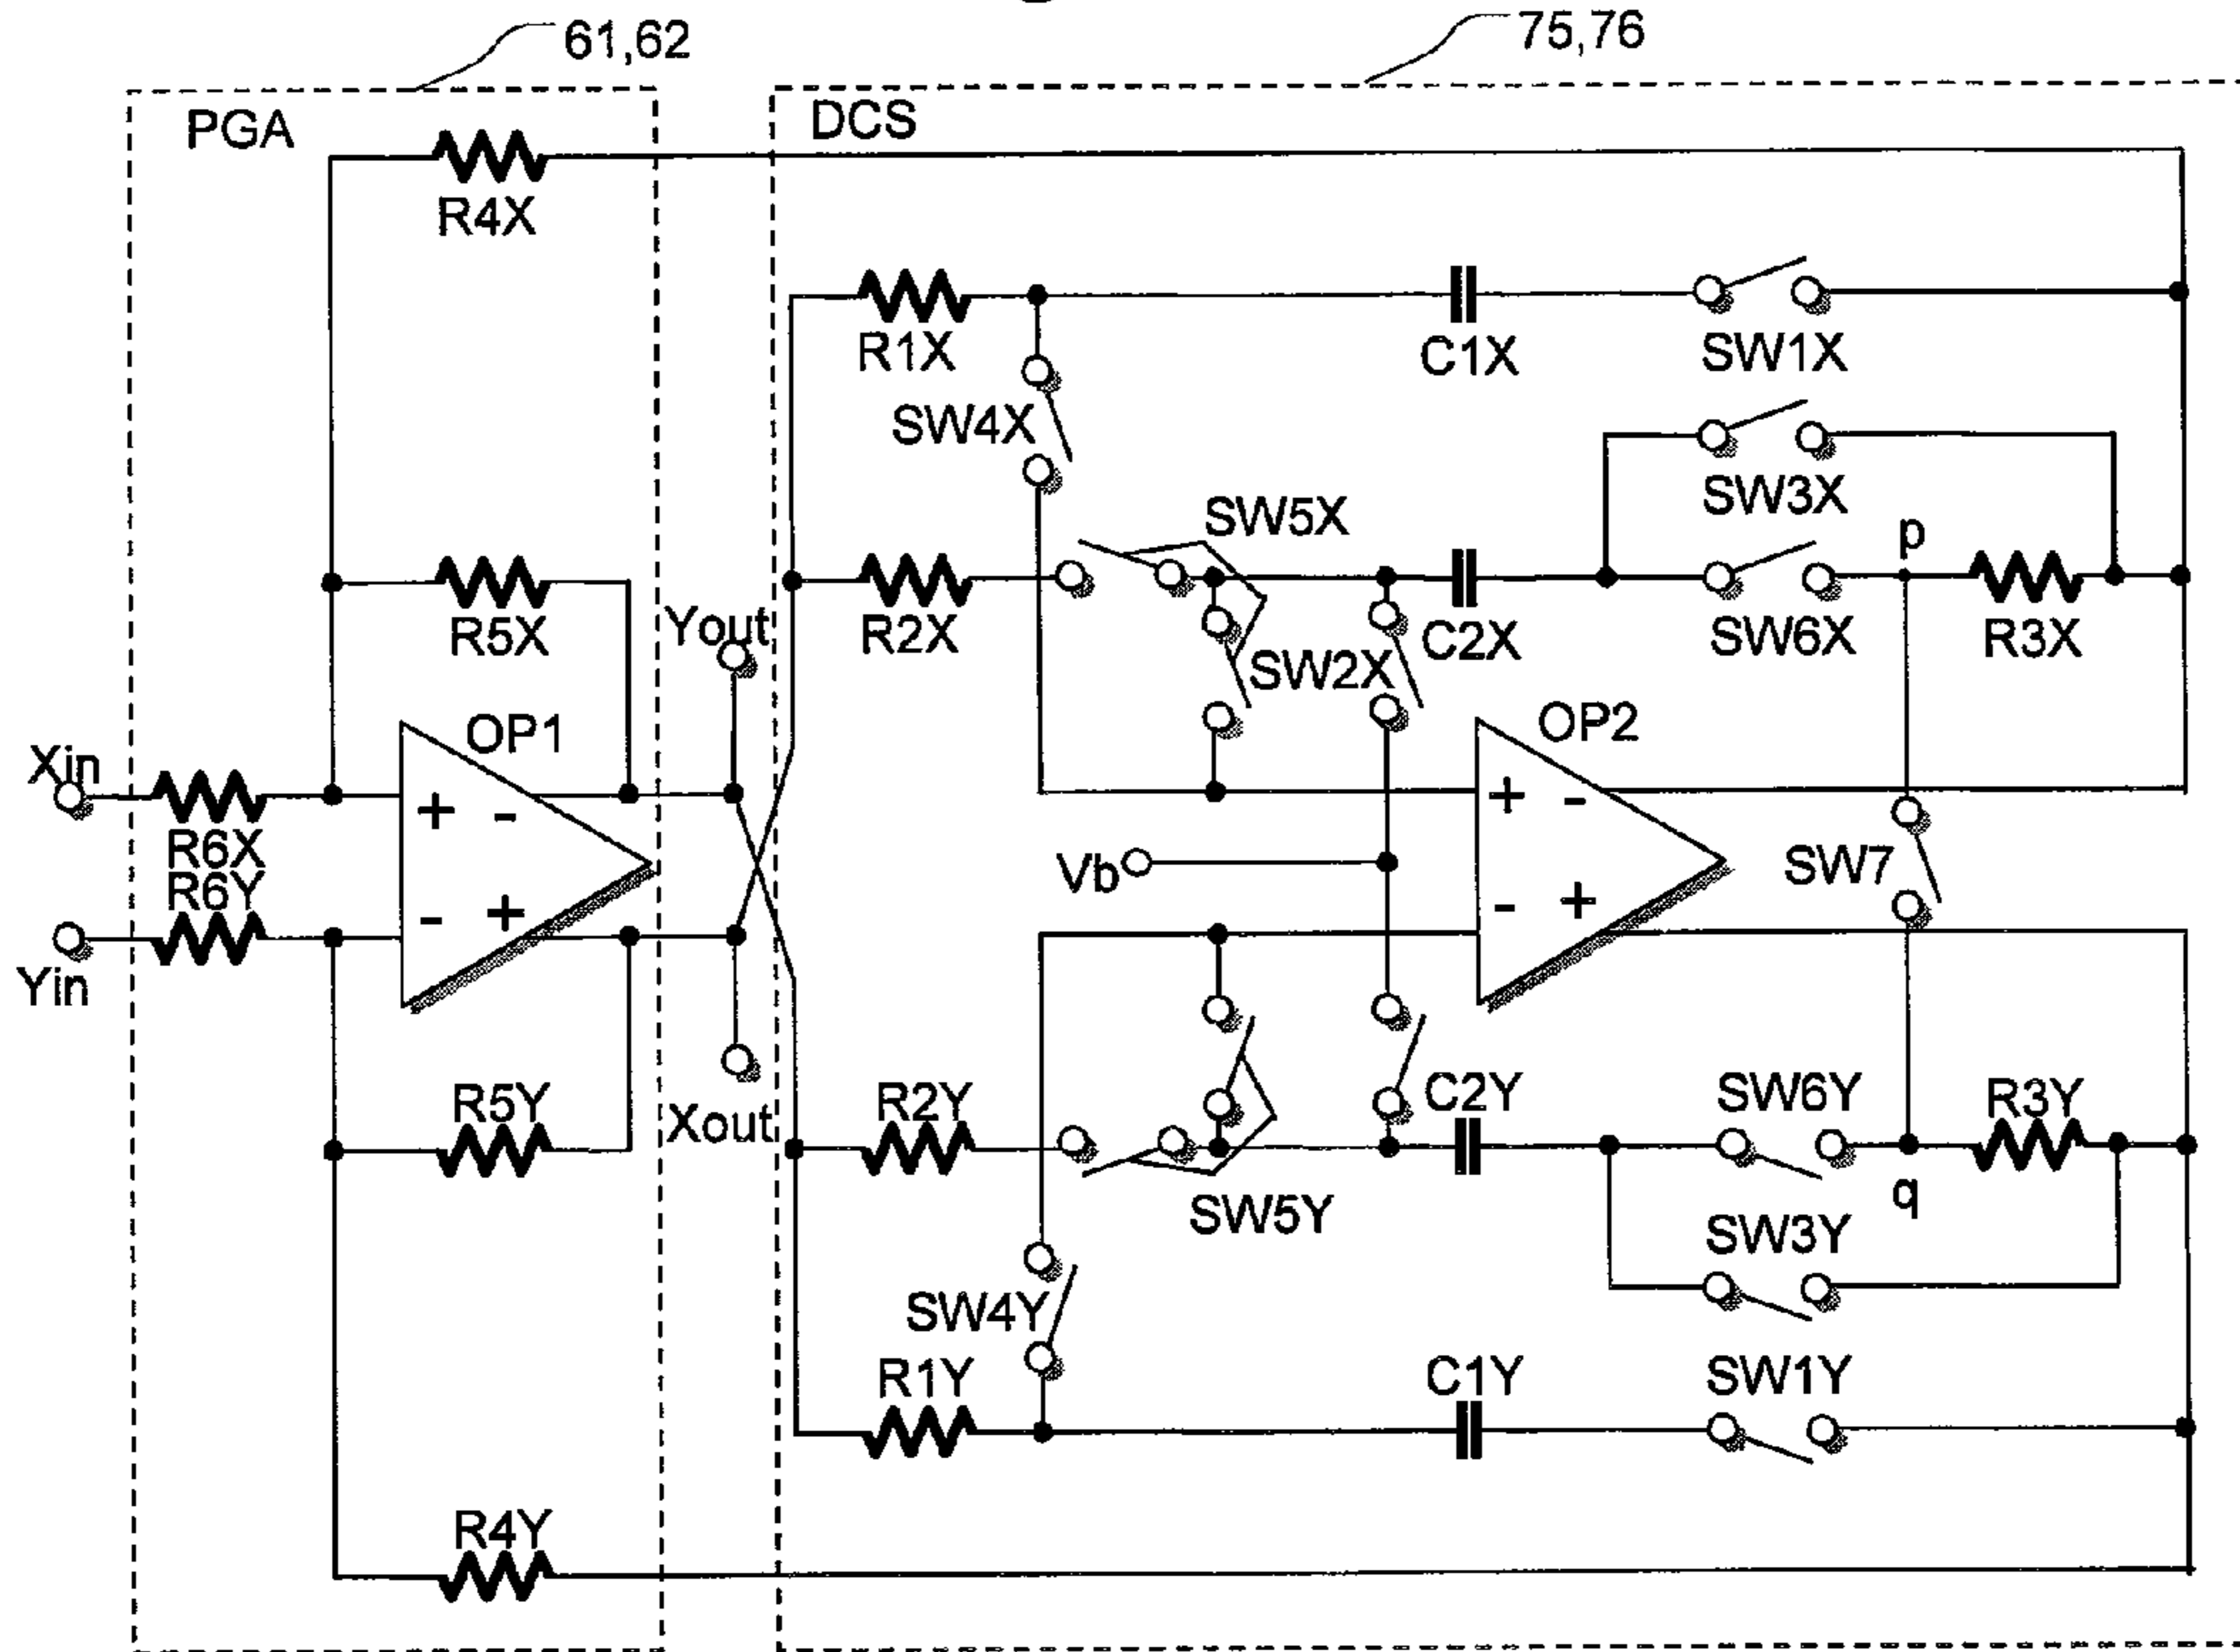 61,62
75,76
PGA
DCS
R4X
R1X
C1X
SW1X
SW4X
SW3X
SW5X
p
R5X
Yout
R2X
SW2X
C2X
SW6X
R3X
OP1
OP2
Xin
+
-
+
-
R6X
R6Y
Vb
SW7
-
+
-
+
Yin
R5Y
Xout
R2Y
C2Y
SW6Y
R3Y
SW5Y
q
SW3Y
SW4Y
R1Y
C1Y
SW1Y
R4Y